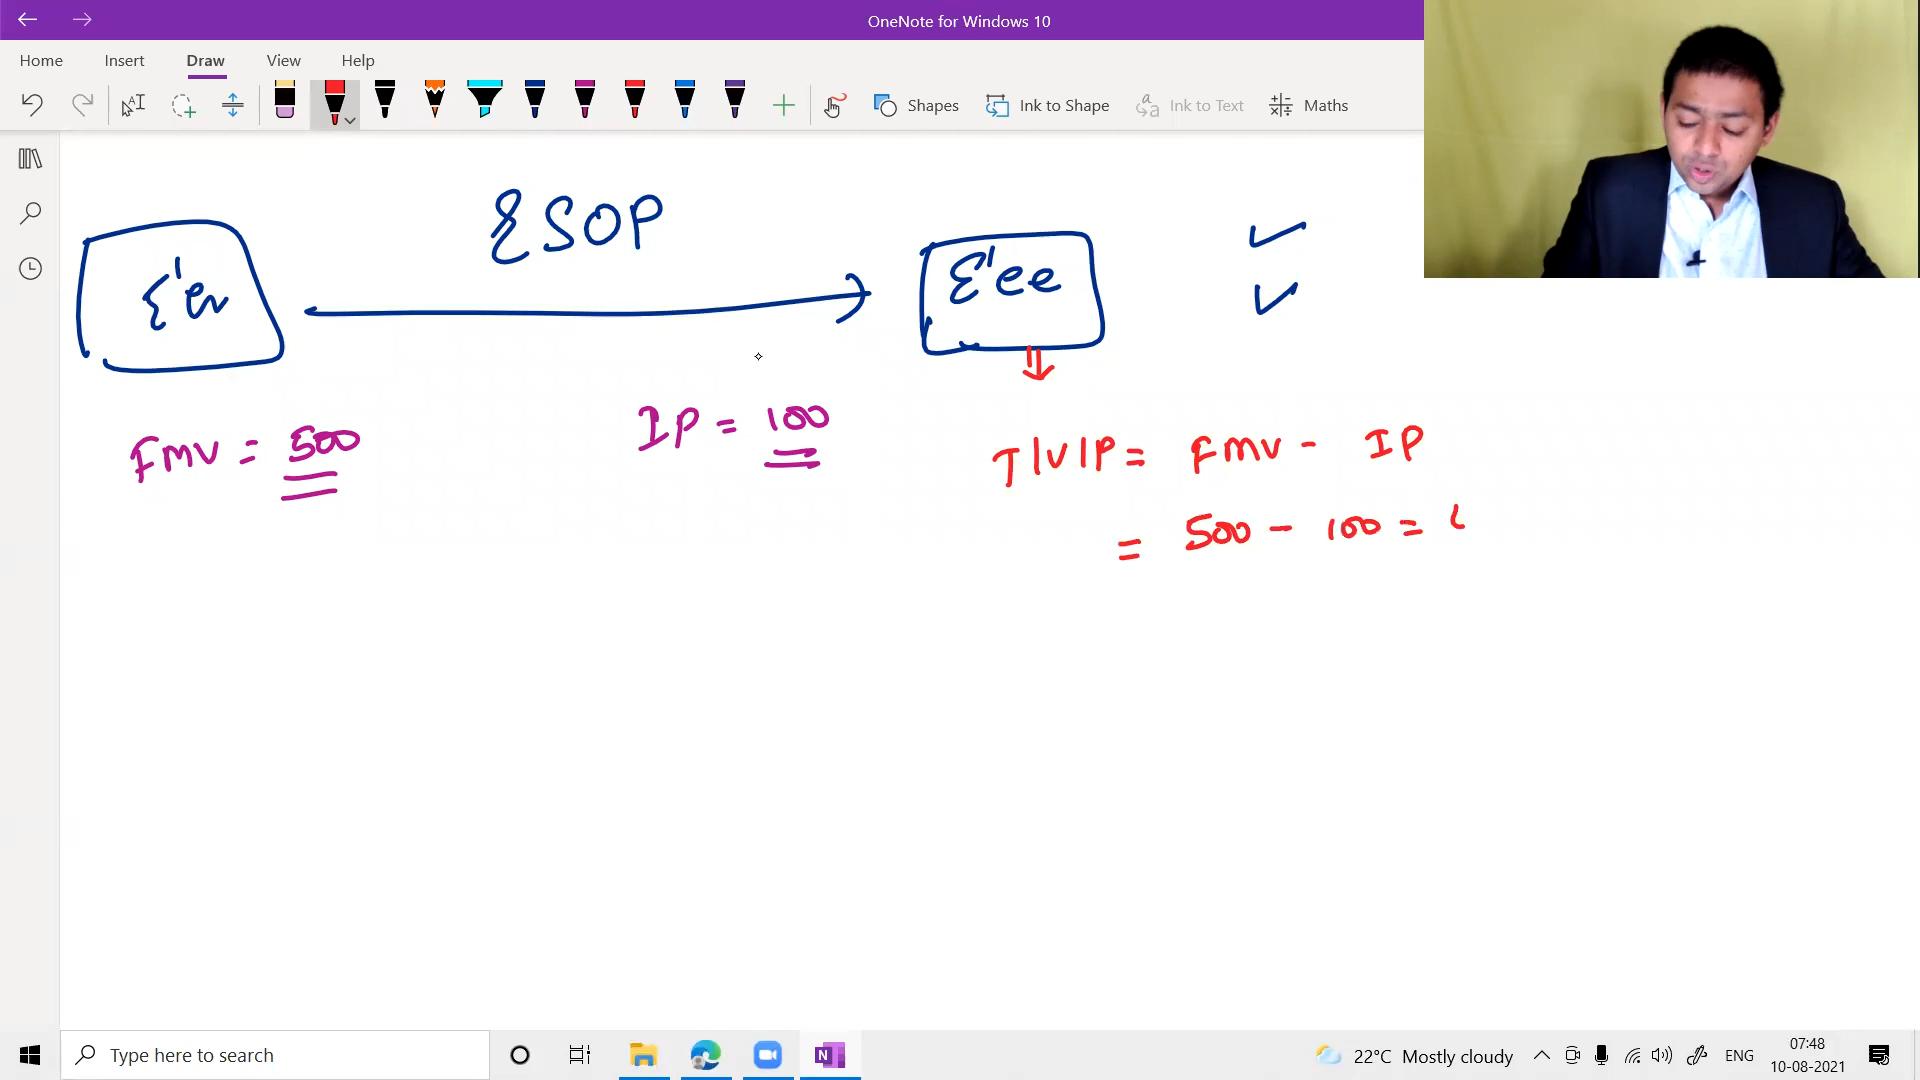 OneNote for Windows 10
Home Insert Draw View Help
Shapes Ink to Shape Ink to Text Maths
ESOP
E'er
E'ee
FMV = 500
IP = 100
T|V|P = FMV - IP
= 500 - 100 =
Type here to search
22°C Mostly cloudy
ENG
07:48
10-08-2021